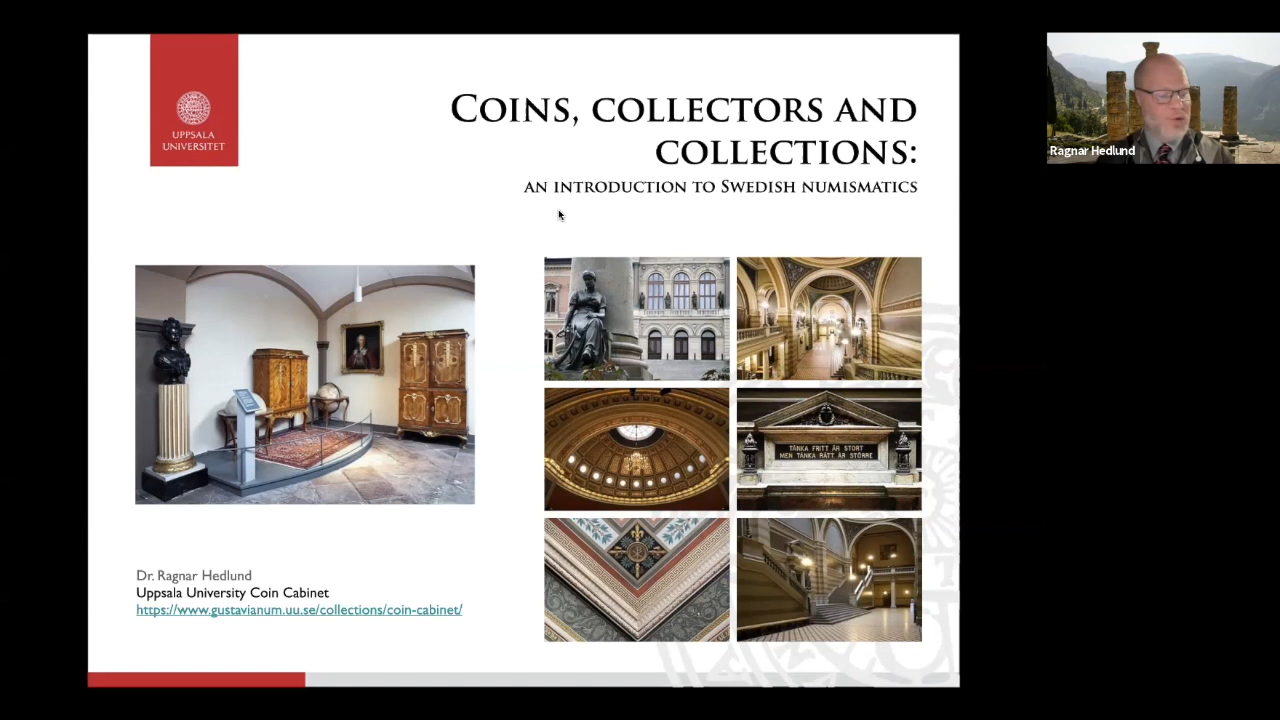 UPPSALA
UNIVERSITET
Coins, collectors and
collections:
an introduction to Swedish numismatics
Ragnar Hedlund
TÄNKA FRITT ÄR STORT
MEN TÄNKA RÄTT ÄR STÖRRE
Dr. Ragnar Hedlund
Uppsala University Coin Cabinet
https://www.gustavianum.uu.se/collections/coin-cabinet/